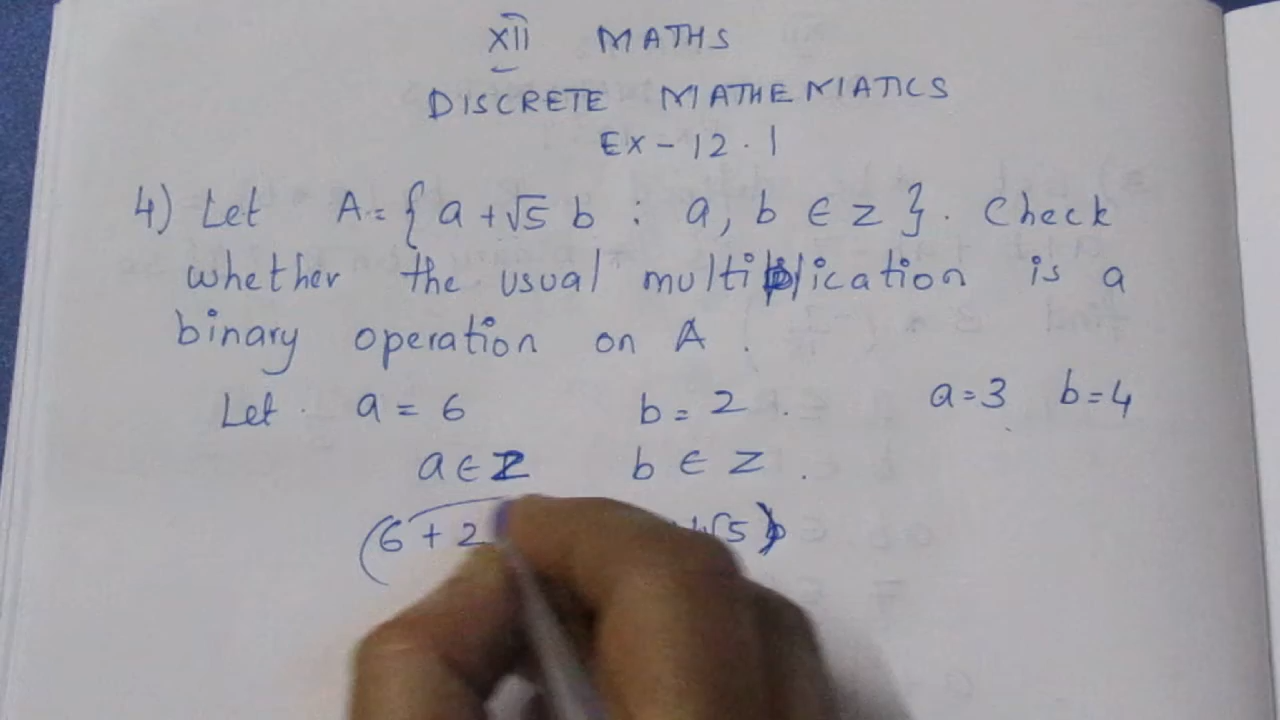 XII MATHS
DISCRETE MATHEMATICS
EX - 12.1
4) Let A = { a + √5 b : a, b ∈ Z }. Check
whether the usual multiplication is a
binary operation on A.
Let a = 6 b = 2. a=3 b=4
a ∈ Z b ∈ Z.
(6 + 2 √5)